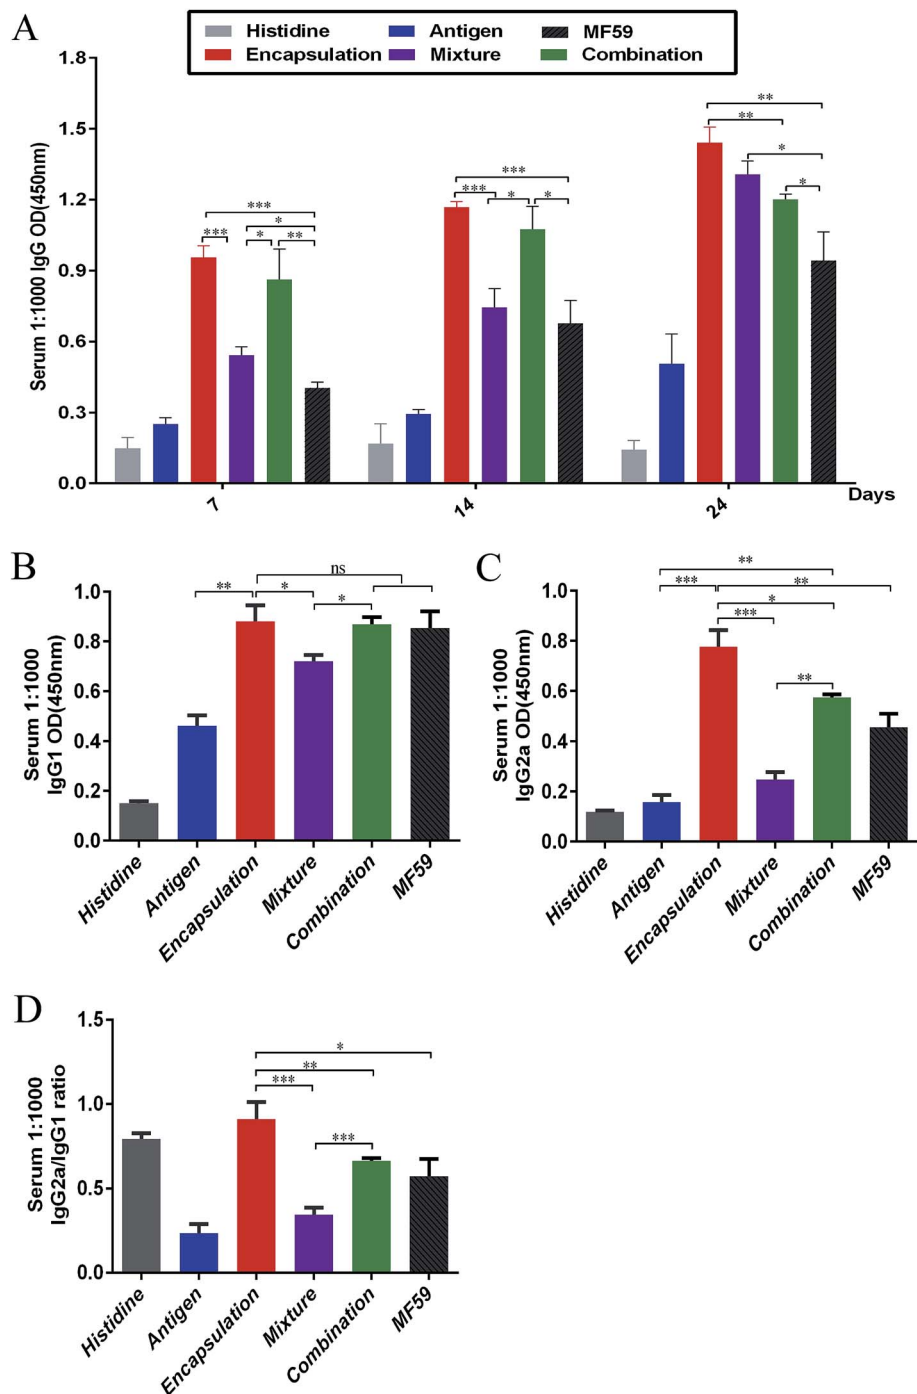 A
Histidine Antigen MF59
Encapsulation Mixture Combination
Serum 1:1000 IgG OD(450nm)
1.8
1.5
1.2
0.9
0.6
0.3
0.0
*** *** * * **
*** *** * *
** ** * *
7 14 24
Days
B
Serum 1:1000
IgG1 OD(450nm)
1.0
0.8
0.6
0.4
0.2
0.0
ns
** * *
Histidine Antigen Encapsulation Mixture Combination MF59
C
Serum 1:1000
IgG2a OD(450nm)
1.0
0.8
0.6
0.4
0.2
0.0
**
*** **
*
***
**
Histidine Antigen Encapsulation Mixture Combination MF59
D
Serum 1:1000
IgG2a/IgG1 ratio
1.5
1.0
0.5
0.0
*
**
***
***
Histidine Antigen Encapsulation Mixture Combination MF59